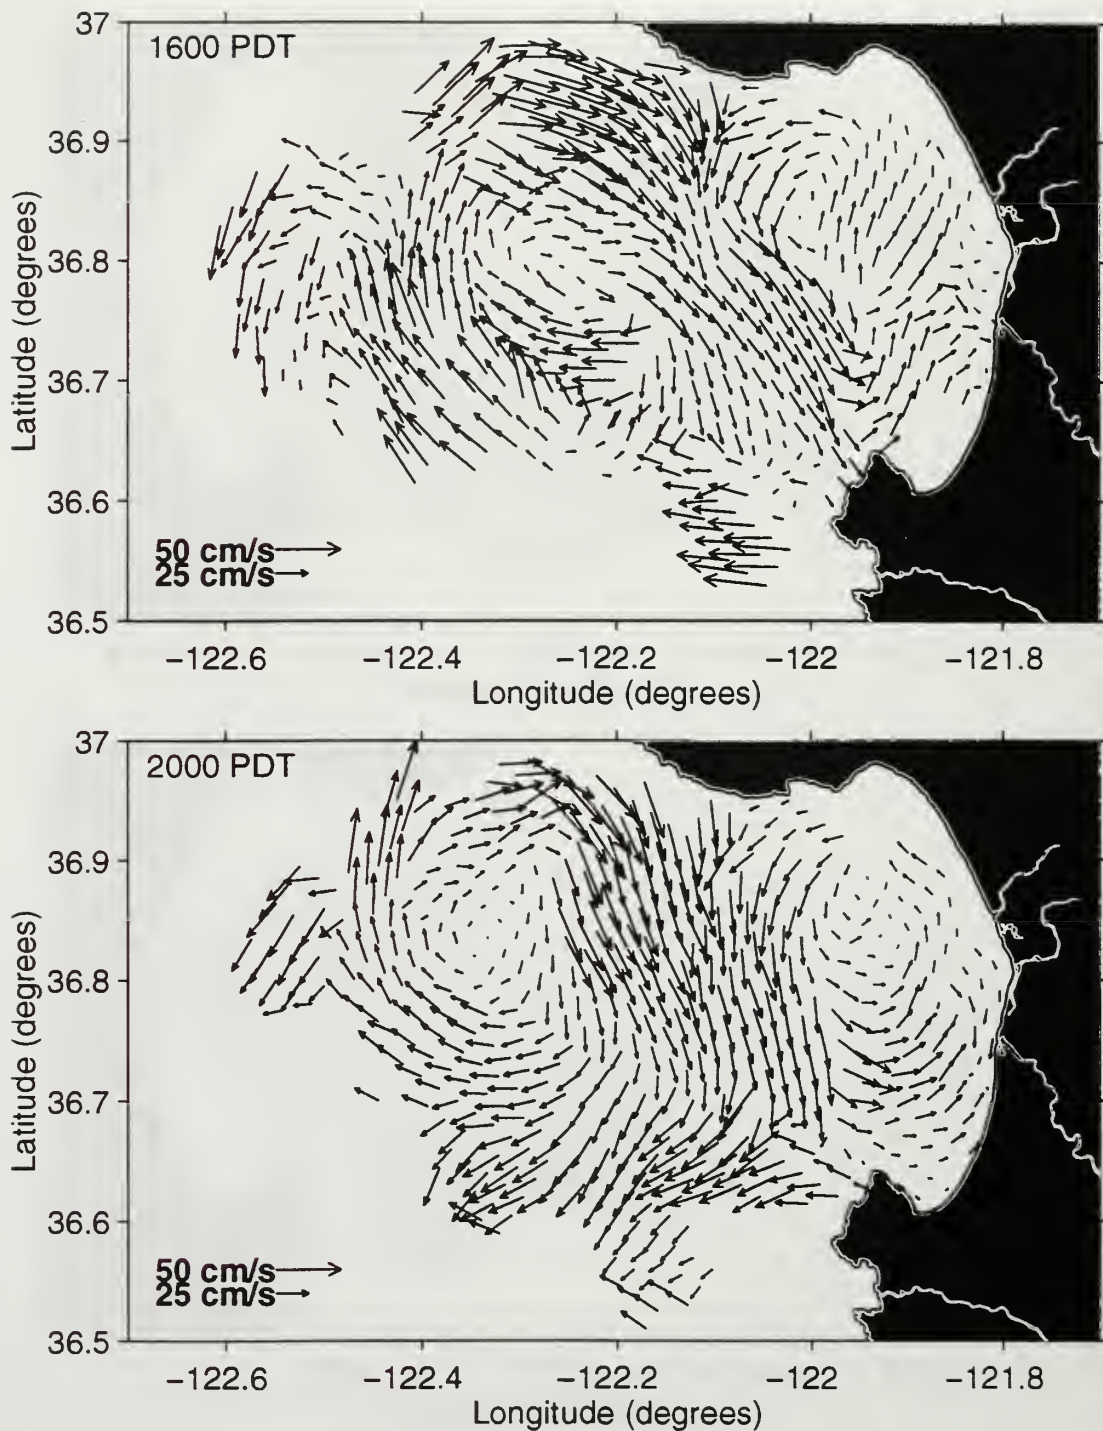 37
1600 PDT
36.9
36.8
36.7
36.6
36.5
Latitude (degrees)
50 cm/s
25 cm/s
−122.6
−122.4
−122.2
−122
−121.8
Longitude (degrees)
37
2000 PDT
36.9
36.8
36.7
36.6
36.5
Latitude (degrees)
50 cm/s
25 cm/s
−122.6
−122.4
−122.2
−122
−121.8
Longitude (degrees)